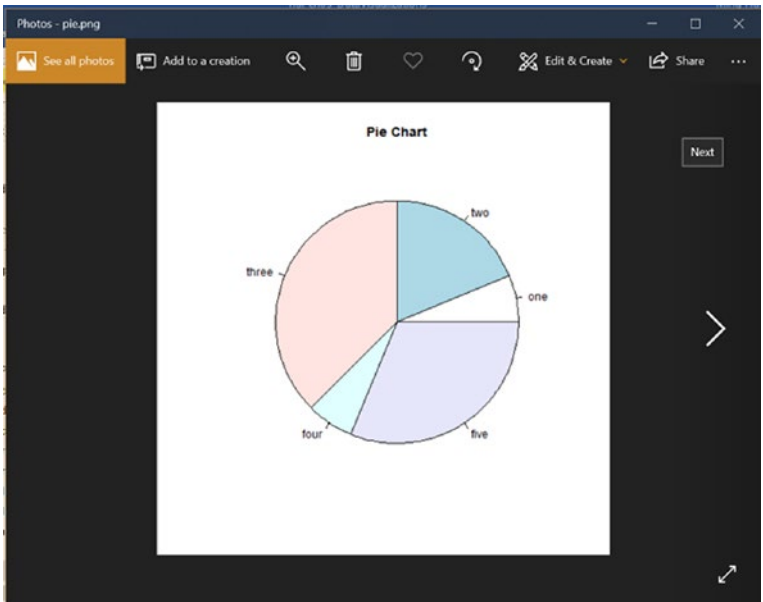 Photos - pie.png
See all photos
Add to a creation
Edit & Create
Share
Pie Chart
Next
two
three
one
four
five